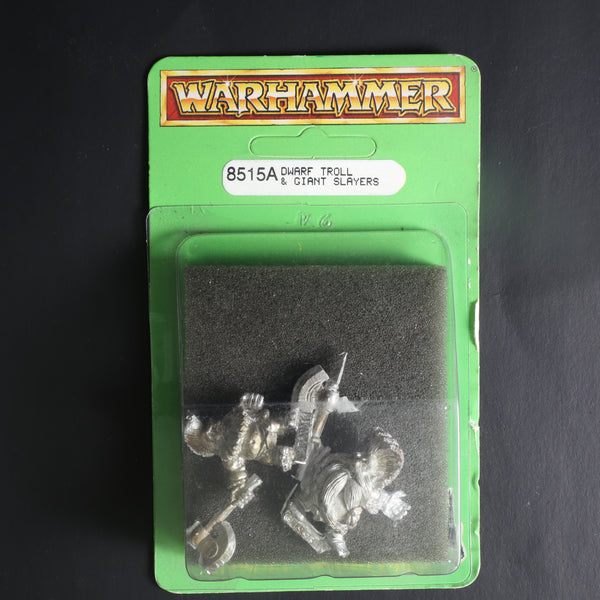 WARHAMMER
8515A DWARF TROLL
& GIANT SLAYERS